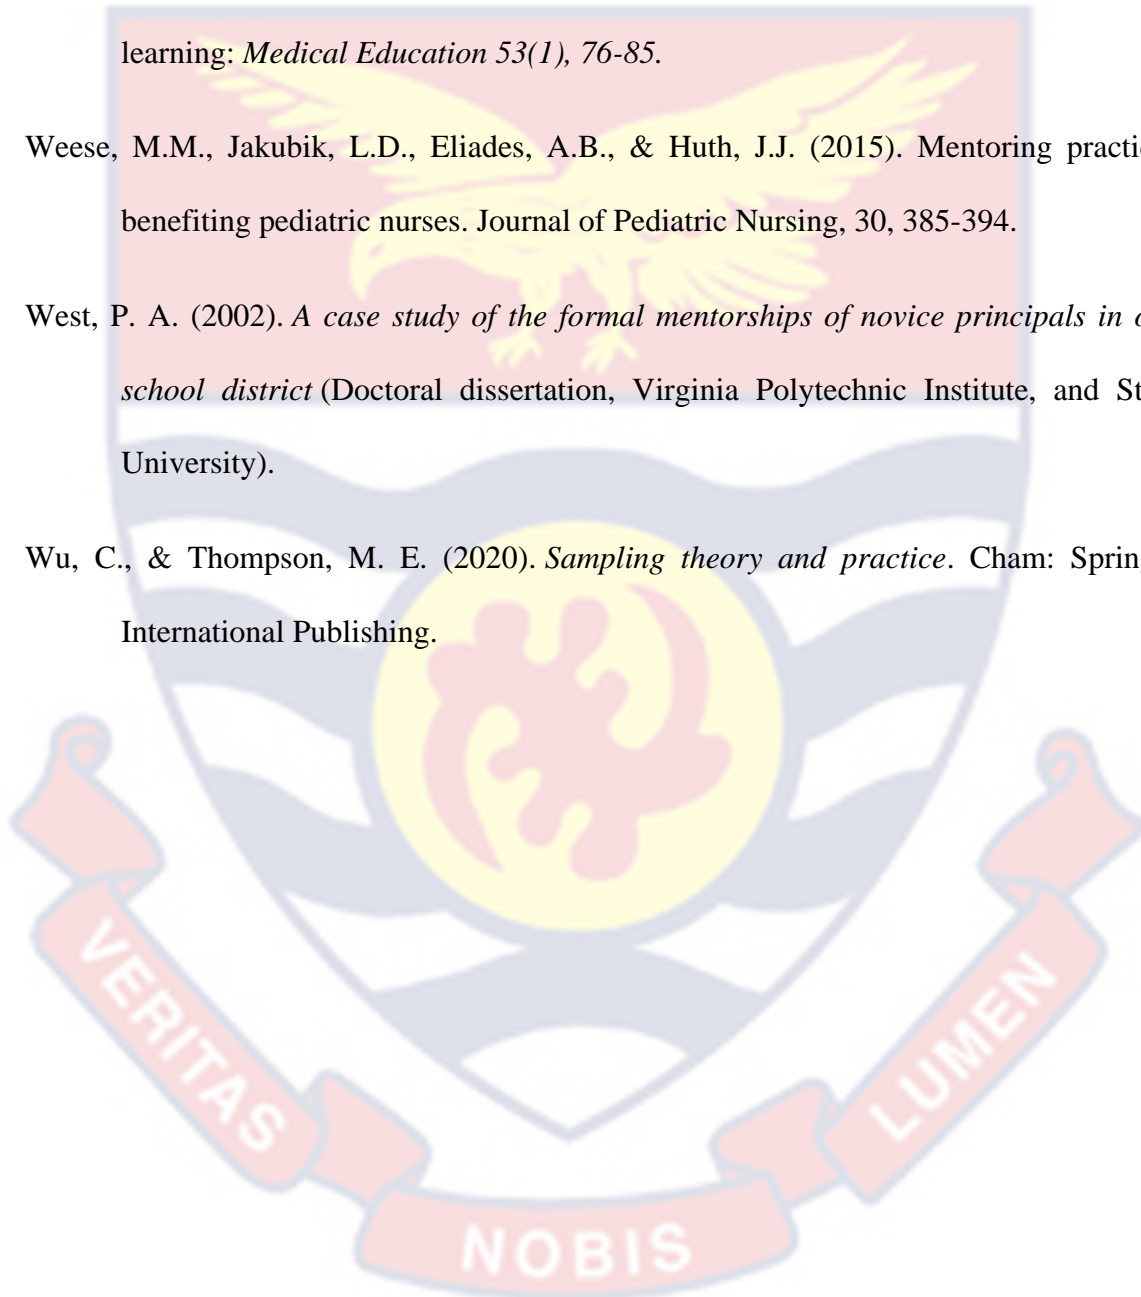 learning: Medical Education 53(1), 76-85.
Weese, M.M., Jakubik, L.D., Eliades, A.B., & Huth, J.J. (2015). Mentoring
benefiting pediatric nurses. Journal of Pediatric Nursing, 30, 385-394.
West, P. A. (2002). A case study of the formal mentorships of novice principals in
school district (Doctoral dissertation, Virginia Polytechnic Institute, and
University).
Wu, C., & Thompson, M. E. (2020). Sampling theory and practice. Cham:
International Publishing.
VERITAS
NOBIS
LUMEN